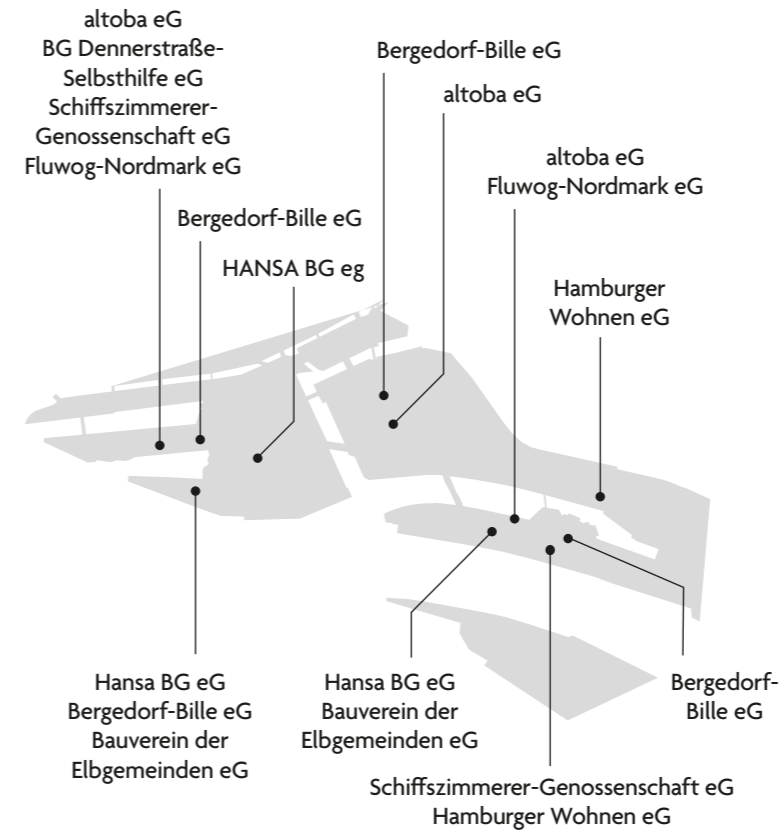 altoba eG
BG Dennerstraße-
Selbsthilfe eG
Schiffszimmerer-
Genossenschaft eG
Fluwog-Nordmark eG
Bergedorf-Bille eG
HANSA BG eg
Bergedorf-Bille eG
altoba eG
altoba eG
Fluwog-Nordmark eG
Hamburger
Wohnen eG
Hansa BG eG
Bergedorf-Bille eG
Bauverein der
Elbgemeinden eG
Hansa BG eG
Bauverein der
Elbgemeinden eG
Schiffszimmerer-Genossenschaft eG
Hamburger Wohnen eG
Bergedorf-
Bille eG